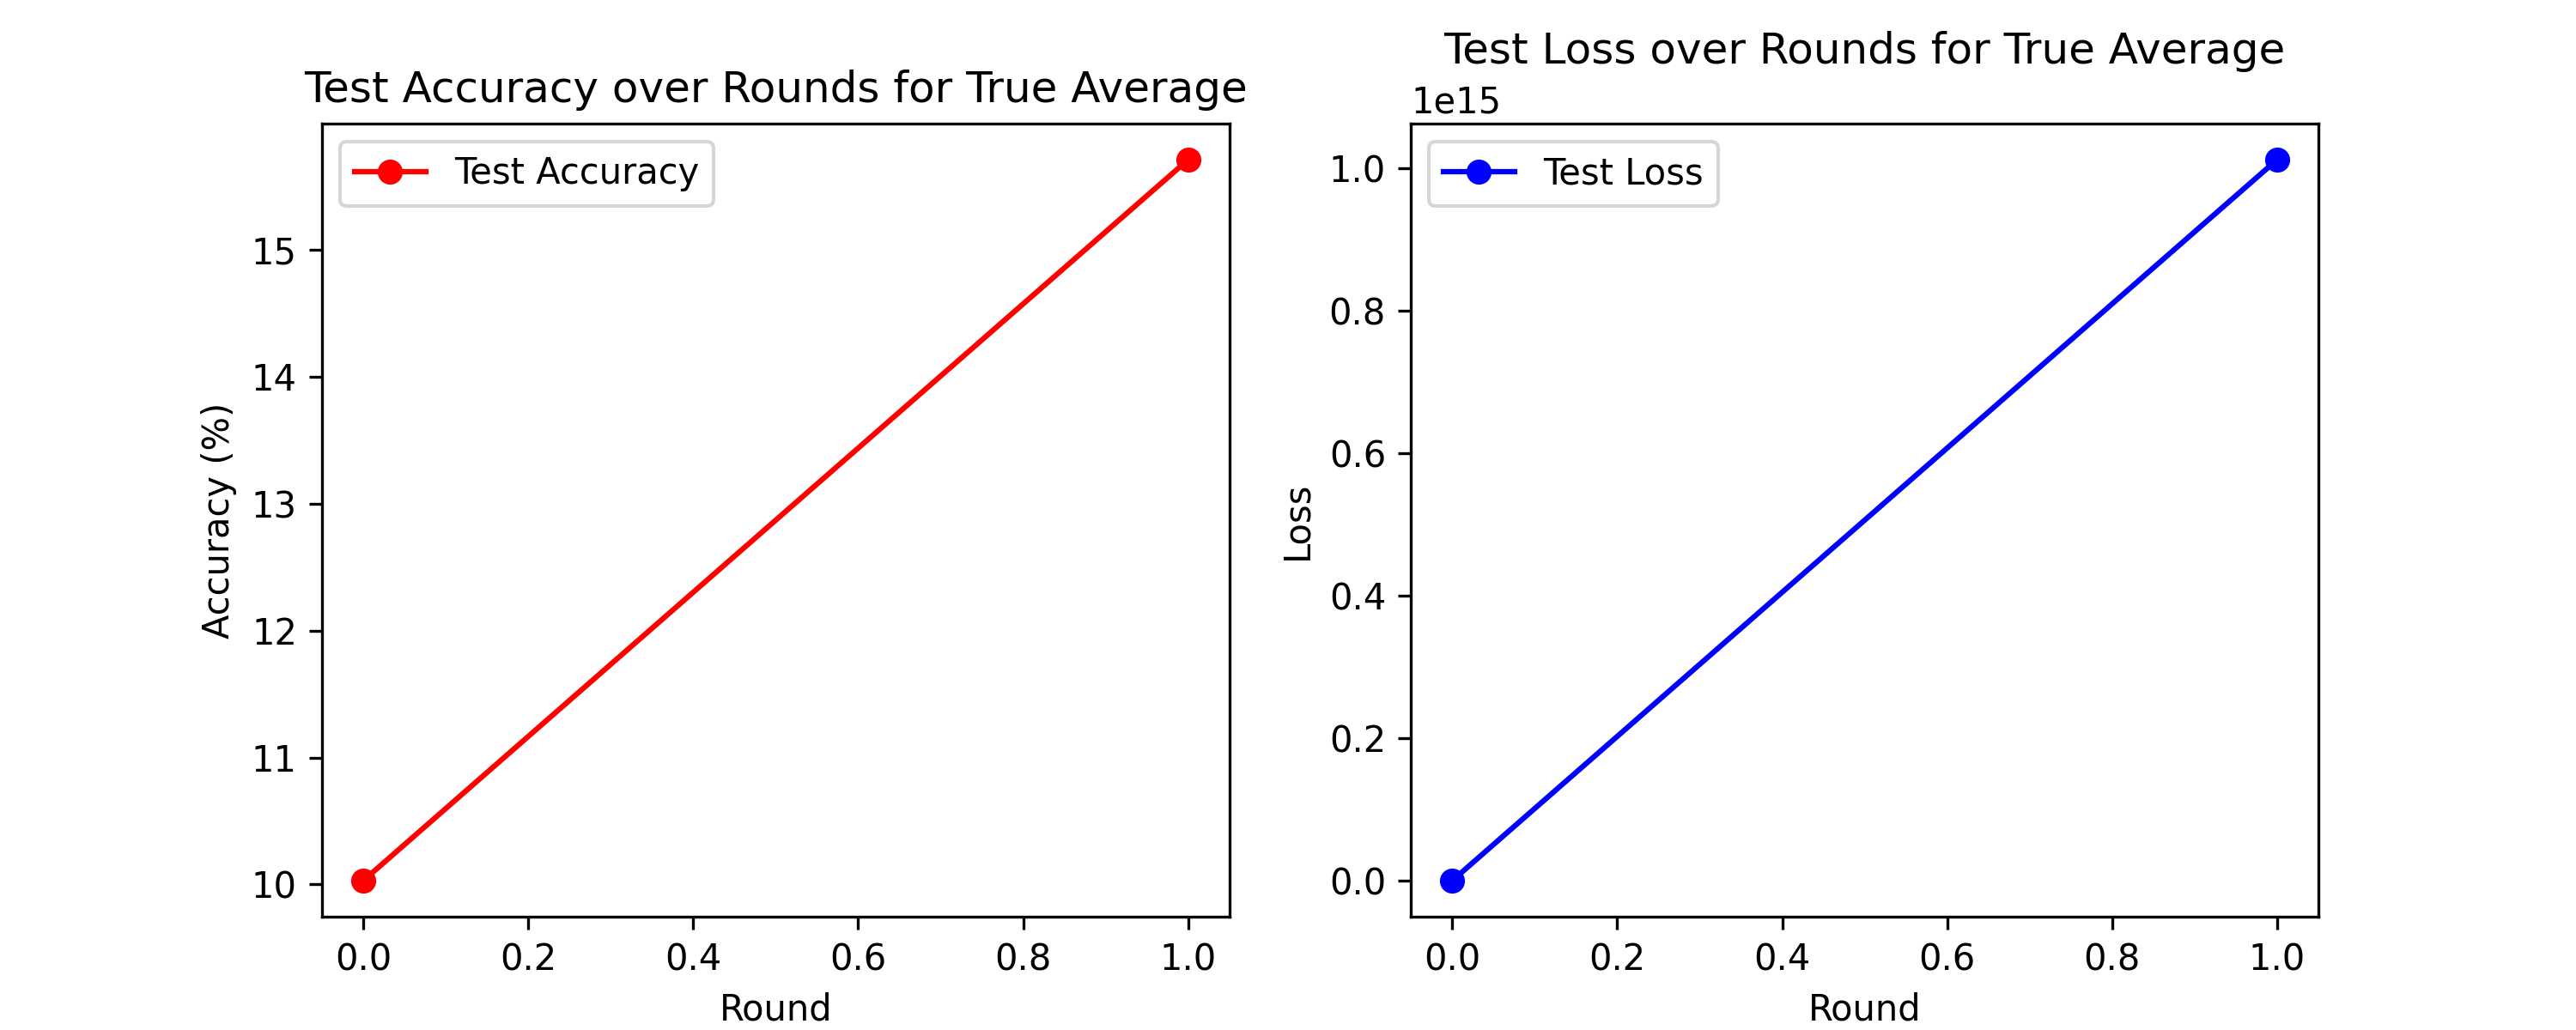 Test Accuracy over Rounds for True Average
Test Accuracy
15
14
13
12
11
10
Accuracy (%)
0.0 0.2 0.4 0.6 0.8 1.0
Round
Test Loss over Rounds for True Average
1e15
Test Loss
1.0
0.8
0.6
0.4
0.2
0.0
Loss
0.0 0.2 0.4 0.6 0.8 1.0
Round